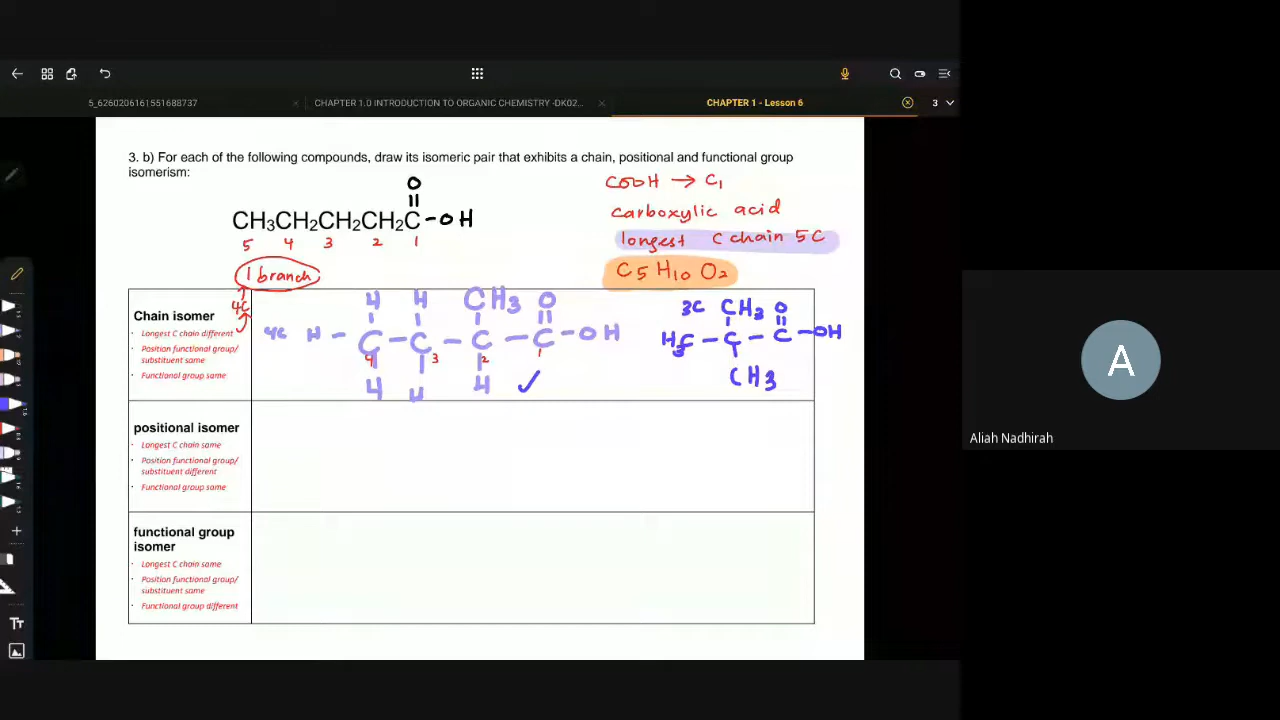 5_6260206161551688737
CHAPTER 1.0 INTRODUCTION TO ORGANIC CHEMISTRY -DK02...
CHAPTER 1 - Lesson 6
3
3. b) For each of the following compounds, draw its isomeric pair that exhibits a chain, positional and functional group
isomerism:
COOH → C1
O
carboxylic acid
CH3CH2CH2CH2C-OH
longest C chain 5C
5 4 3 2 1
C5H10O2
1 branch
4C
Chain isomer
Longest C chain different
Position functional group/
substituent same
Functional group same
H H CH3 O
4C H - C - C - C - C - OH
4 3 2 1
H H H ✓
3C CH3 O
H3C - C - C - OH
CH3
positional isomer
Longest C chain same
Position functional group/
substituent different
Functional group same
functional group
isomer
Longest C chain same
Position functional group/
substituent same
Functional group different
TT
A
Aliah Nadhirah